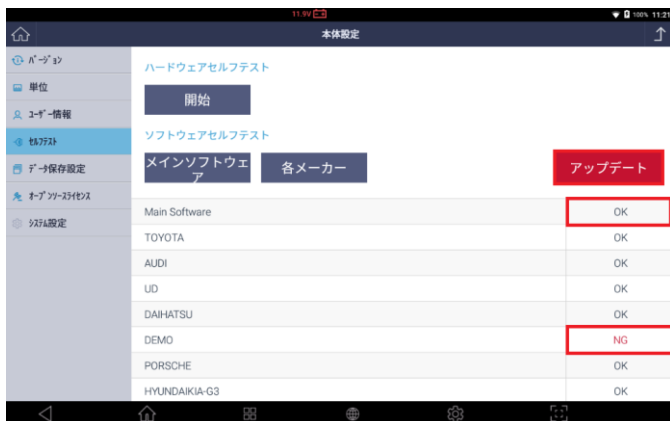 11.9V
100% 11:21
本体設定
バージョン
単位
ユーザー情報
セルフテスト
データ保存設定
オープンソースライセンス
システム設定
ハードウェアセルフテスト
開始
ソフトウェアセルフテスト
メインソフトウェ
ア
各メーカー
アップデート
Main Software OK
TOYOTA OK
AUDI OK
UD OK
DAIHATSU OK
DEMO NG
PORSCHE OK
HYUNDAIKIA-G3 OK